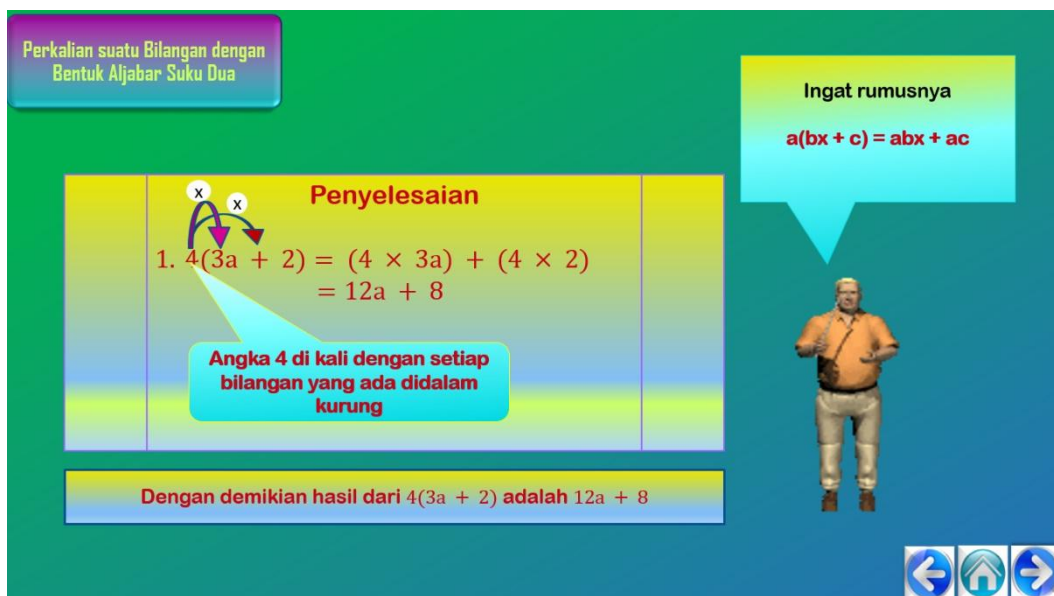 Perkalian suatu Bilangan dengan
Bentuk Aljabar Suku Dua
Ingat rumusnya
a(bx + c) = abx + ac
Penyelesaian
x
x
1. 4(3a + 2) = (4 × 3a) + (4 × 2)
= 12a + 8
Angka 4 di kali dengan setiap
bilangan yang ada didalam
kurung
Dengan demikian hasil dari 4(3a + 2) adalah 12a + 8